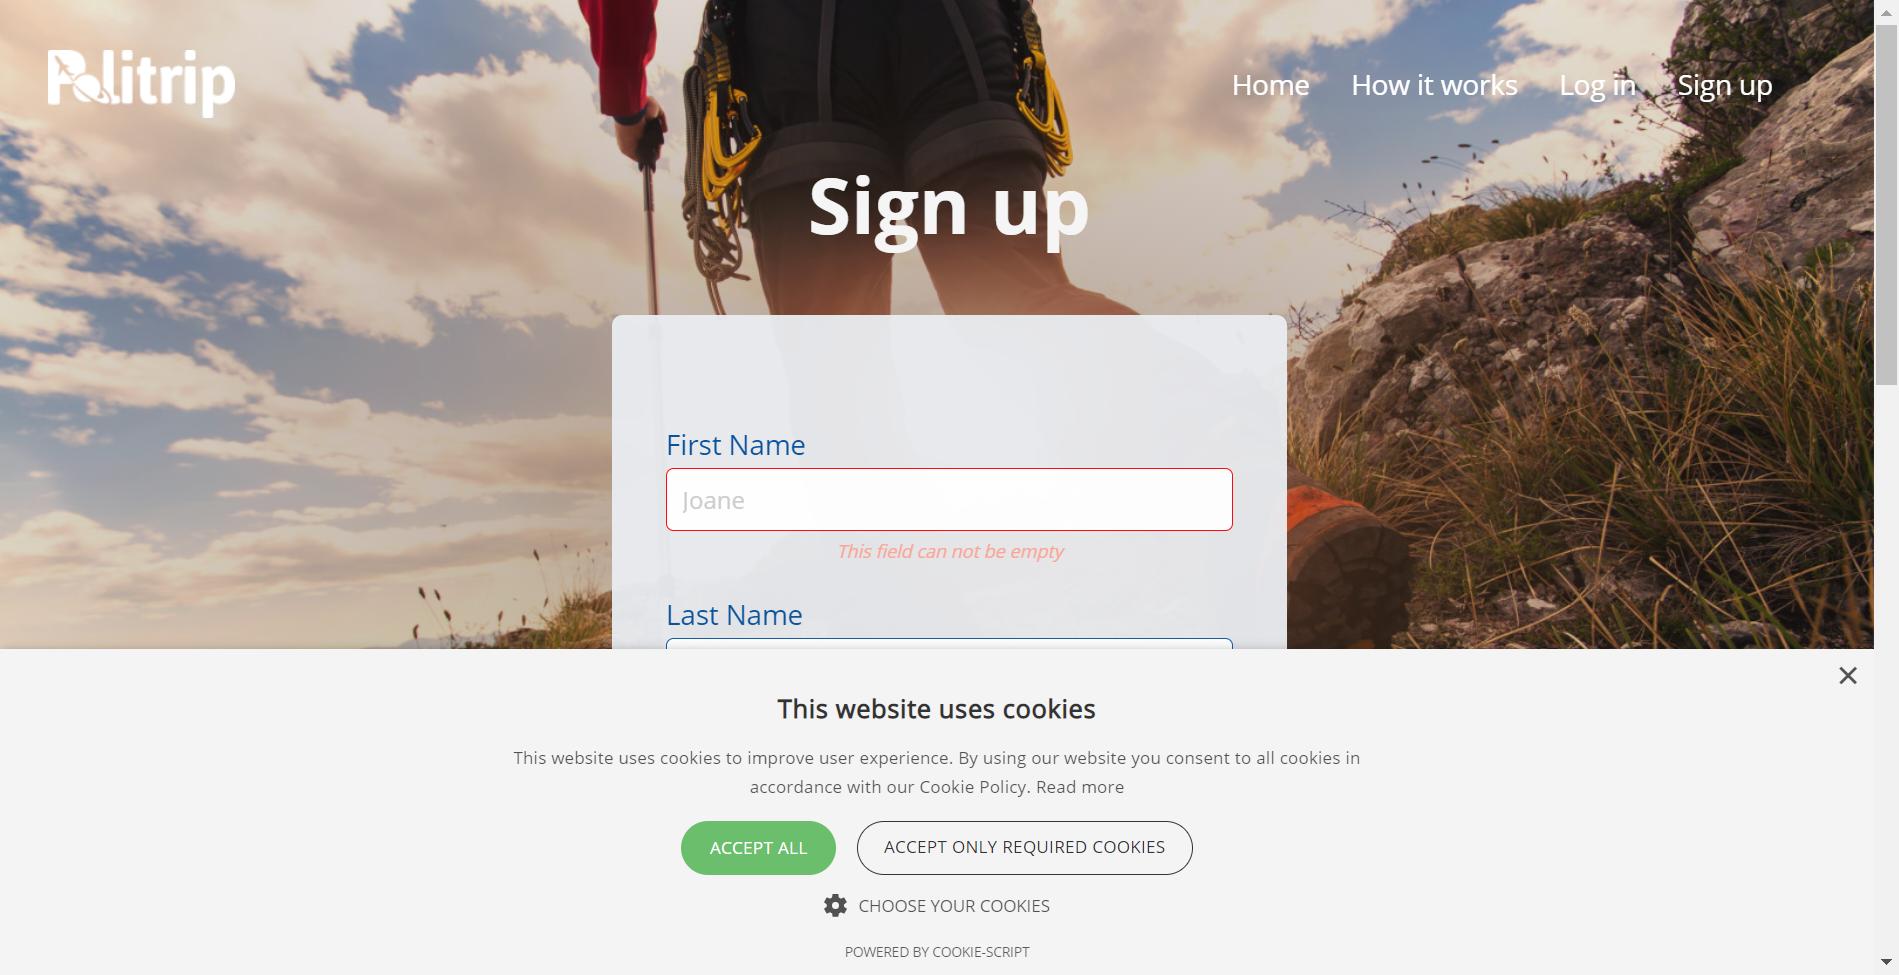 Politrip
Home How it works Log in Sign up
Sign up
First Name
Joane
This field can not be empty
Last Name
This website uses cookies
This website uses cookies to improve user experience. By using our website you consent to all cookies in
accordance with our Cookie Policy. Read more
ACCEPT ALL ACCEPT ONLY REQUIRED COOKIES
CHOOSE YOUR COOKIES
POWERED BY COOKIE-SCRIPT